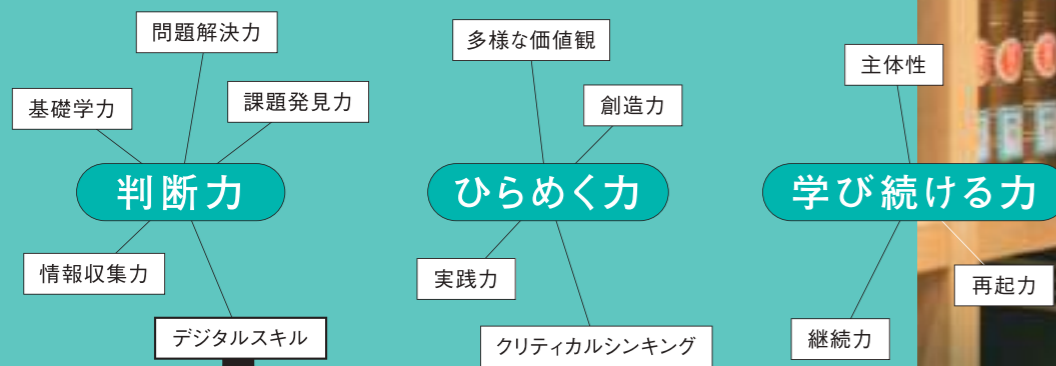 問題解決力
基礎学力
課題発見力
判断力
情報収集力
デジタルスキル
多様な価値観
創造力
ひらめく力
実践力
クリティカルシンキング
主体性
学び続ける力
再起力
継続力